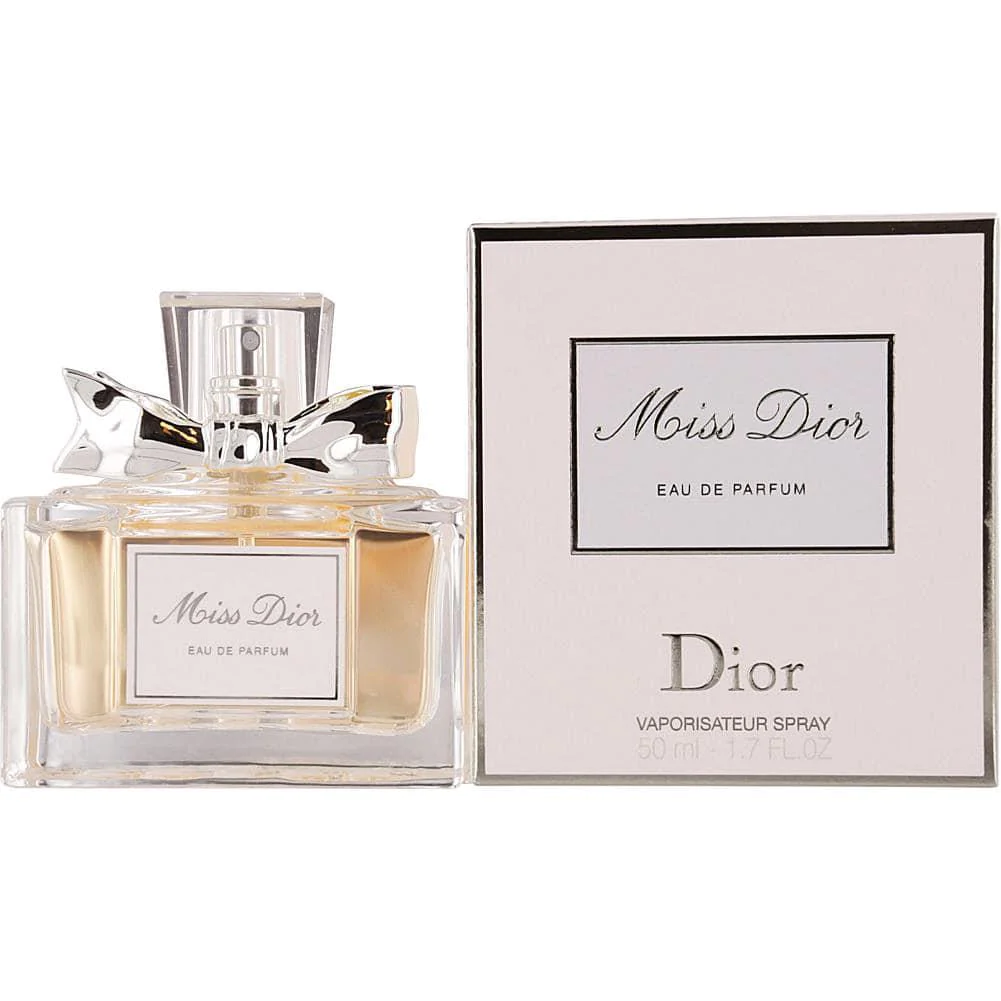 Miss Dior
EAU DE PARFUM
Miss Dior
EAU DE PARFUM
Dior
VAPORISATEUR SPRAY
50 ml - 1.7 FL.OZ